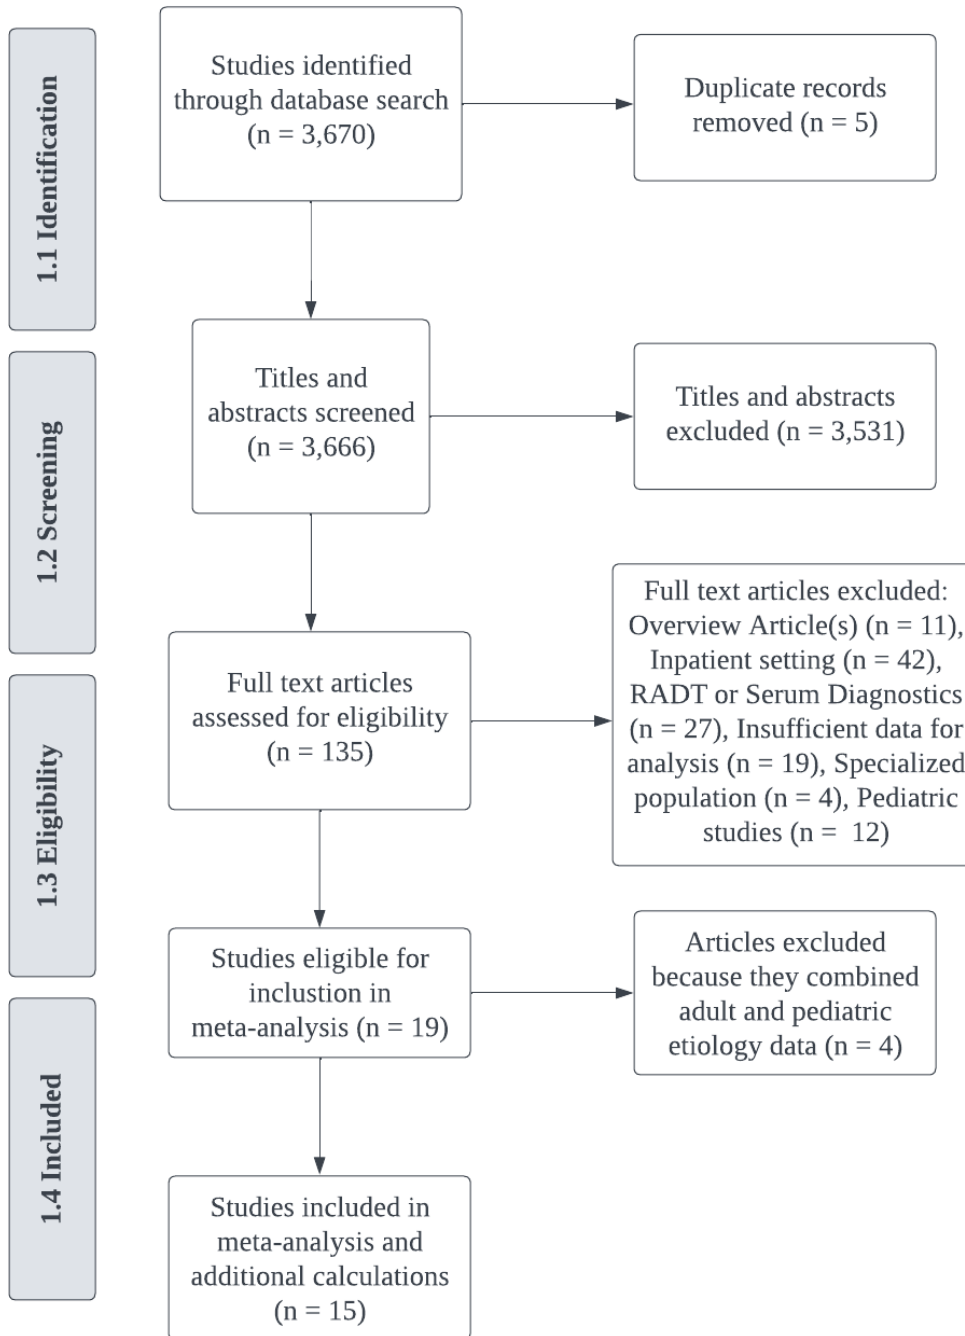 1.1 Identification
Studies identified
through database search
(n = 3,670)
Duplicate records
removed (n = 5)
1.2 Screening
Titles and
abstracts screened
(n = 3,666)
Titles and abstracts
excluded (n = 3,531)
1.3 Eligibility
Full text articles
assessed for eligibility
(n = 135)
Full text articles excluded:
Overview Article(s) (n = 11),
Inpatient setting (n = 42),
RADT or Serum Diagnostics
(n = 27), Insufficient data for
analysis (n = 19), Specialized
population (n = 4), Pediatric
studies (n =  12)
Studies eligible for
inclustion in
meta-analysis (n = 19)
Articles excluded
because they combined
adult and pediatric
etiology data (n = 4)
1.4 Included
Studies included in
meta-analysis and
additional calculations
(n = 15)